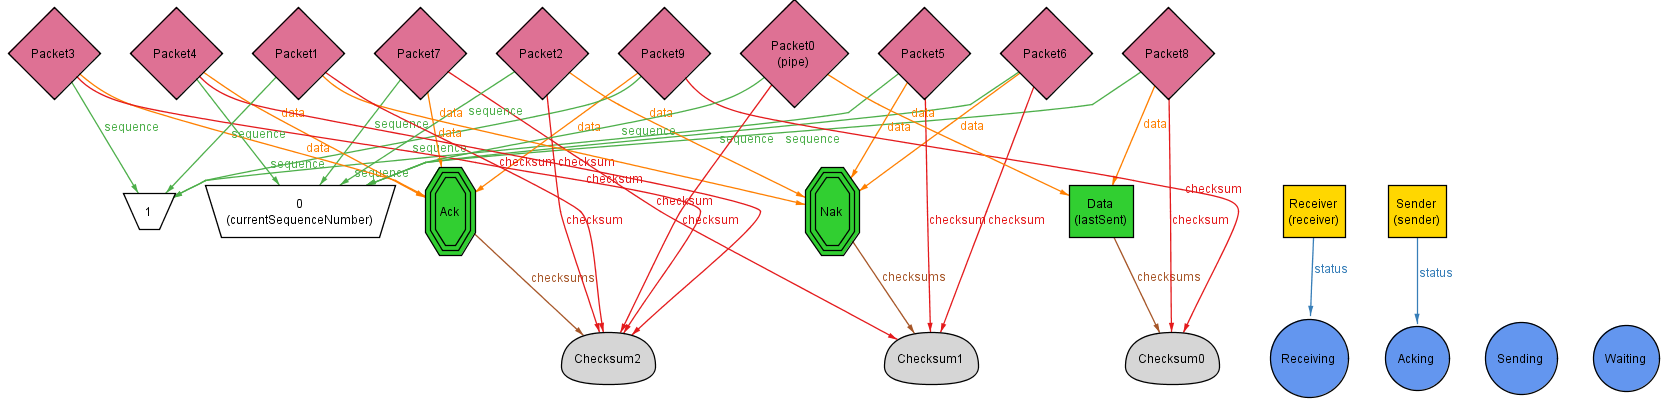 Packet3
Packet4
Packet1
Packet7
Packet2
Packet9
Packet0
(pipe)
Packet5
Packet6
Packet8
data
data
data
data
sequence
sequence
sequence
sequence
data
data
data
data
sequence
sequence
sequence
data
sequence
data
sequence
sequence
checksum
checksum
checksum
checksum
checksum
1
0
(currentSequenceNumber)
Ack
Nak
Data
(lastSent)
Receiver
(receiver)
Sender
(sender)
checksum
checksum
checksum
checksum
checksum
status
status
checksums
checksums
checksums
Checksum2
Checksum1
Checksum0
Receiving
Acking
Sending
Waiting